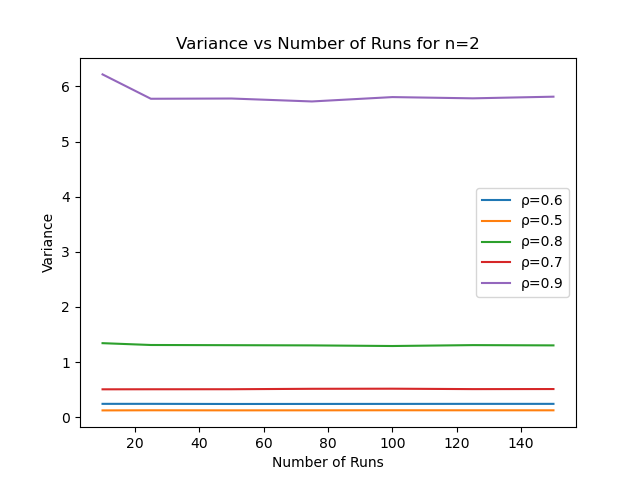 Variance vs Number of Runs for n=2
Variance
6
5
4
3
2
1
0
ρ=0.6
ρ=0.5
ρ=0.8
ρ=0.7
ρ=0.9
20 40 60 80 100 120 140
Number of Runs